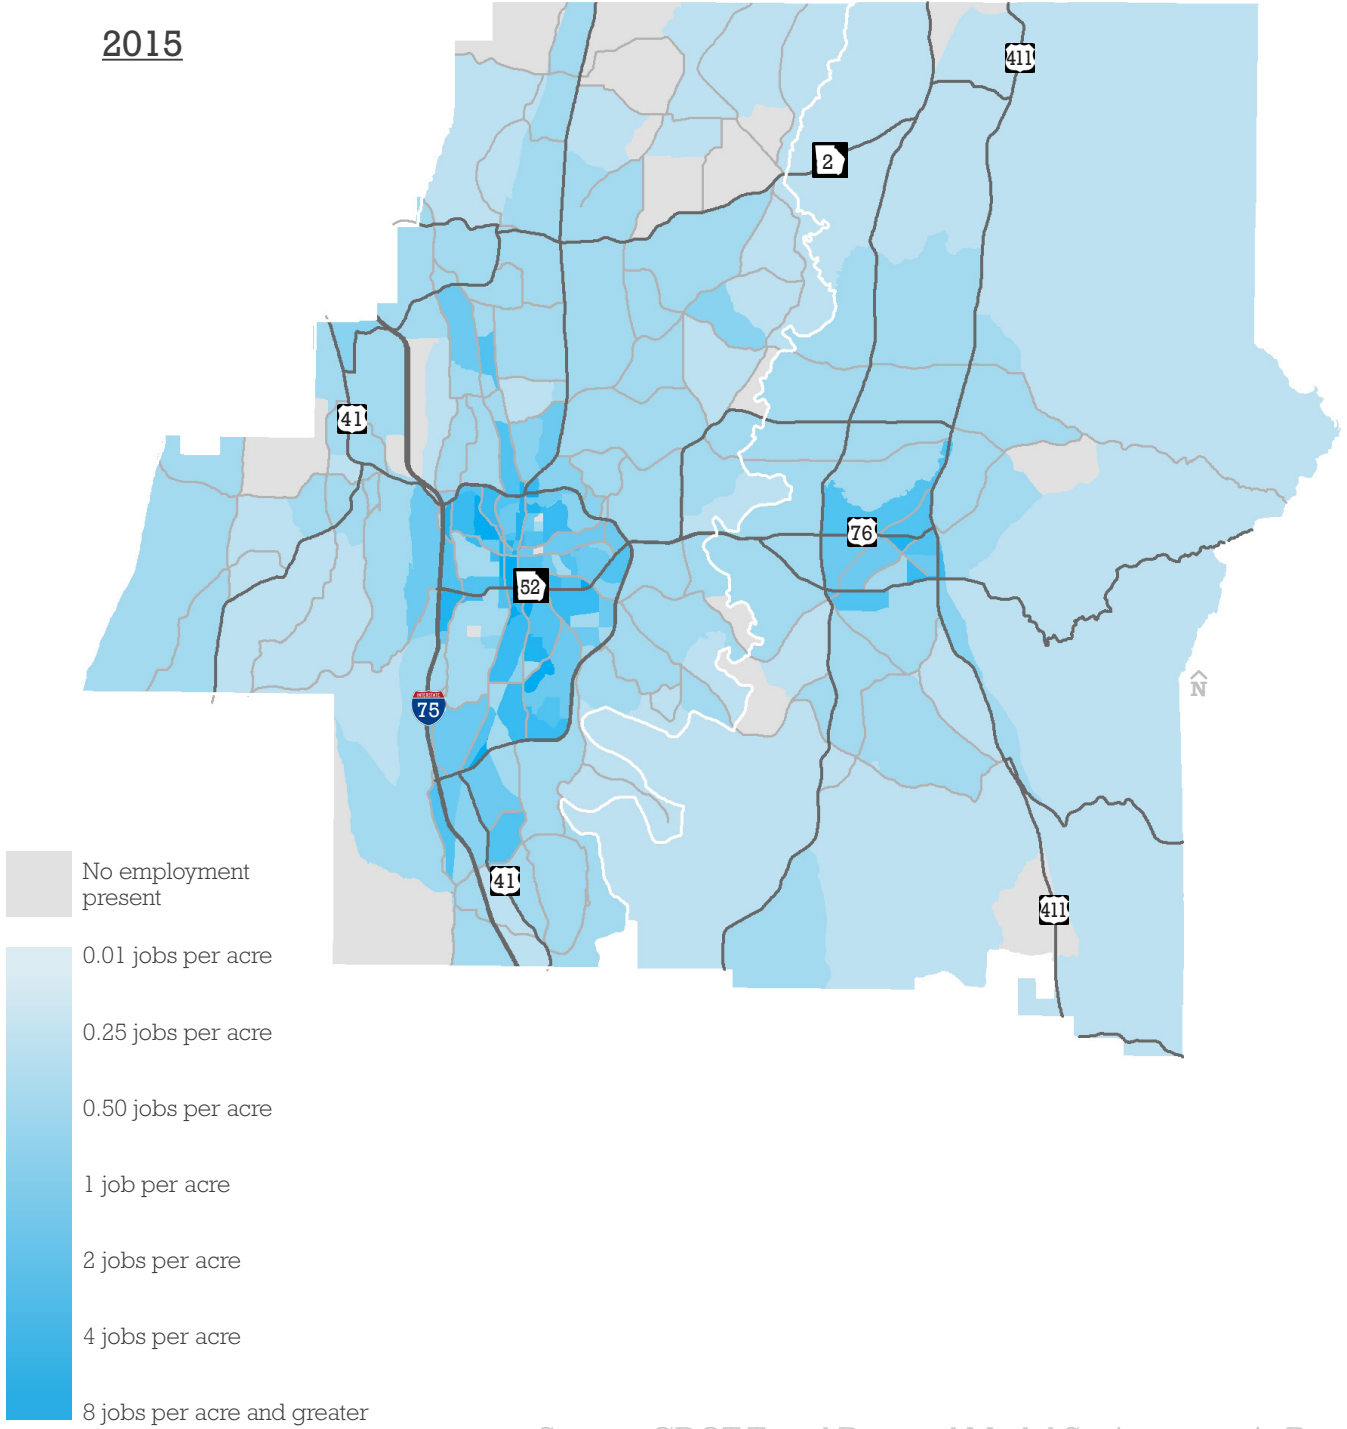 2015
411
2
41
76
52
N
75
41
411
No employment
present
0.01 jobs per acre
0.25 jobs per acre
0.50 jobs per acre
1 job per acre
2 jobs per acre
4 jobs per acre
8 jobs per acre and greater